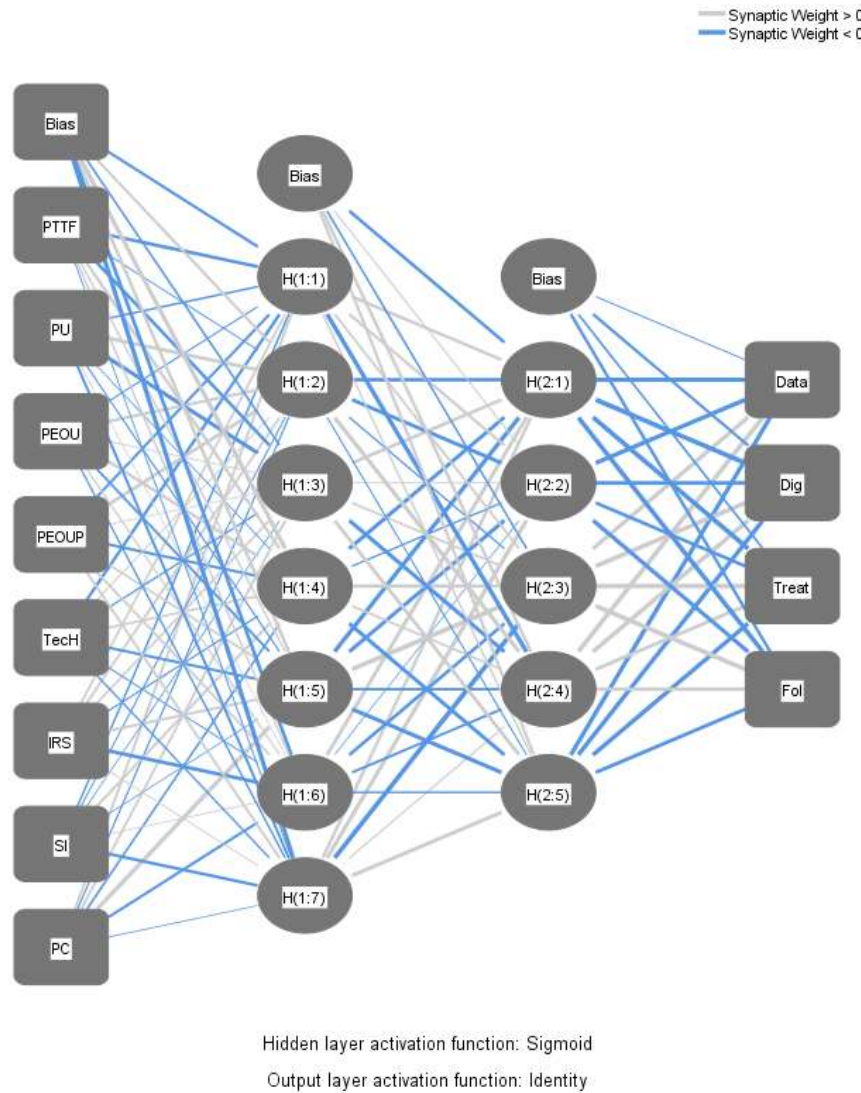 Synaptic Weight > 0
Synaptic Weight < 0
Bias
PTTF
PU
PEOU
PEOUP
TecH
IRS
SI
PC
Bias
H(1:1)
H(1:2)
H(1:3)
H(1:4)
H(1:5)
H(1:6)
H(1:7)
Bias
H(2:1)
H(2:2)
H(2:3)
H(2:4)
H(2:5)
Data
Dig
Treat
Fol
Hidden layer activation function: Sigmoid
Output layer activation function: Identity